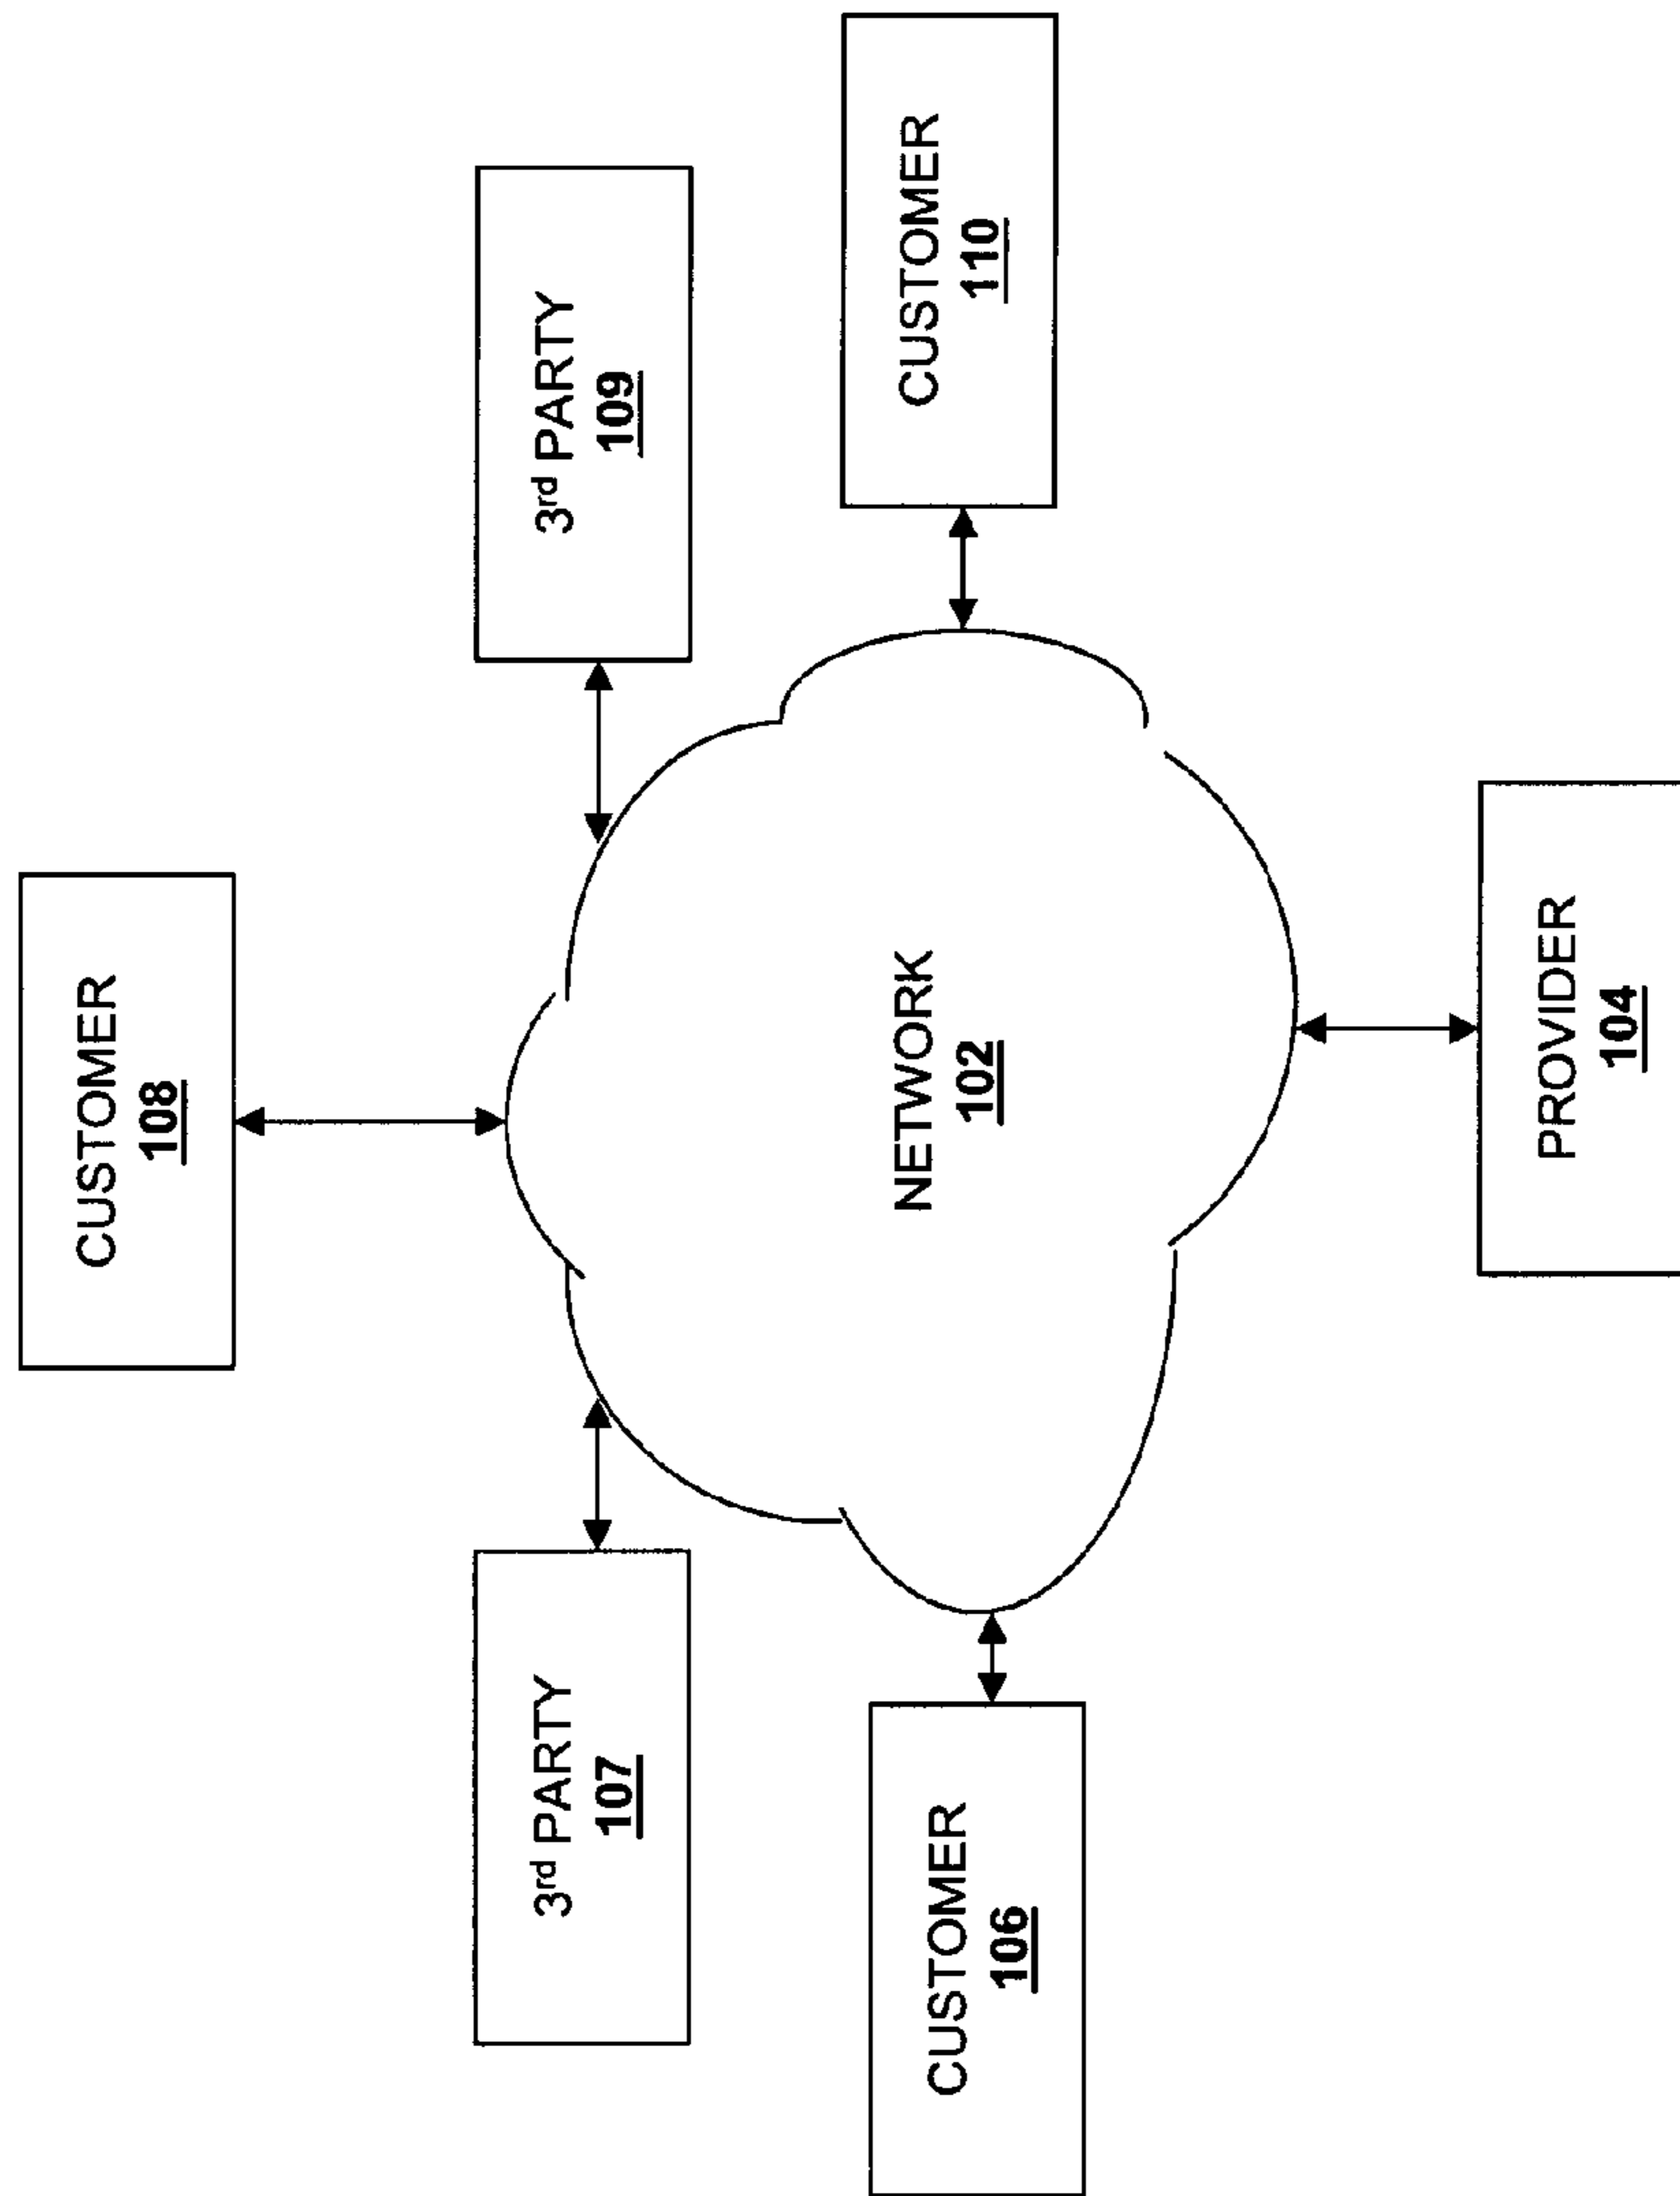 CUSTOMER
108
3rd PARTY
107
3rd PARTY
109
NETWORK
102
CUSTOMER
106
CUSTOMER
110
PROVIDER
104